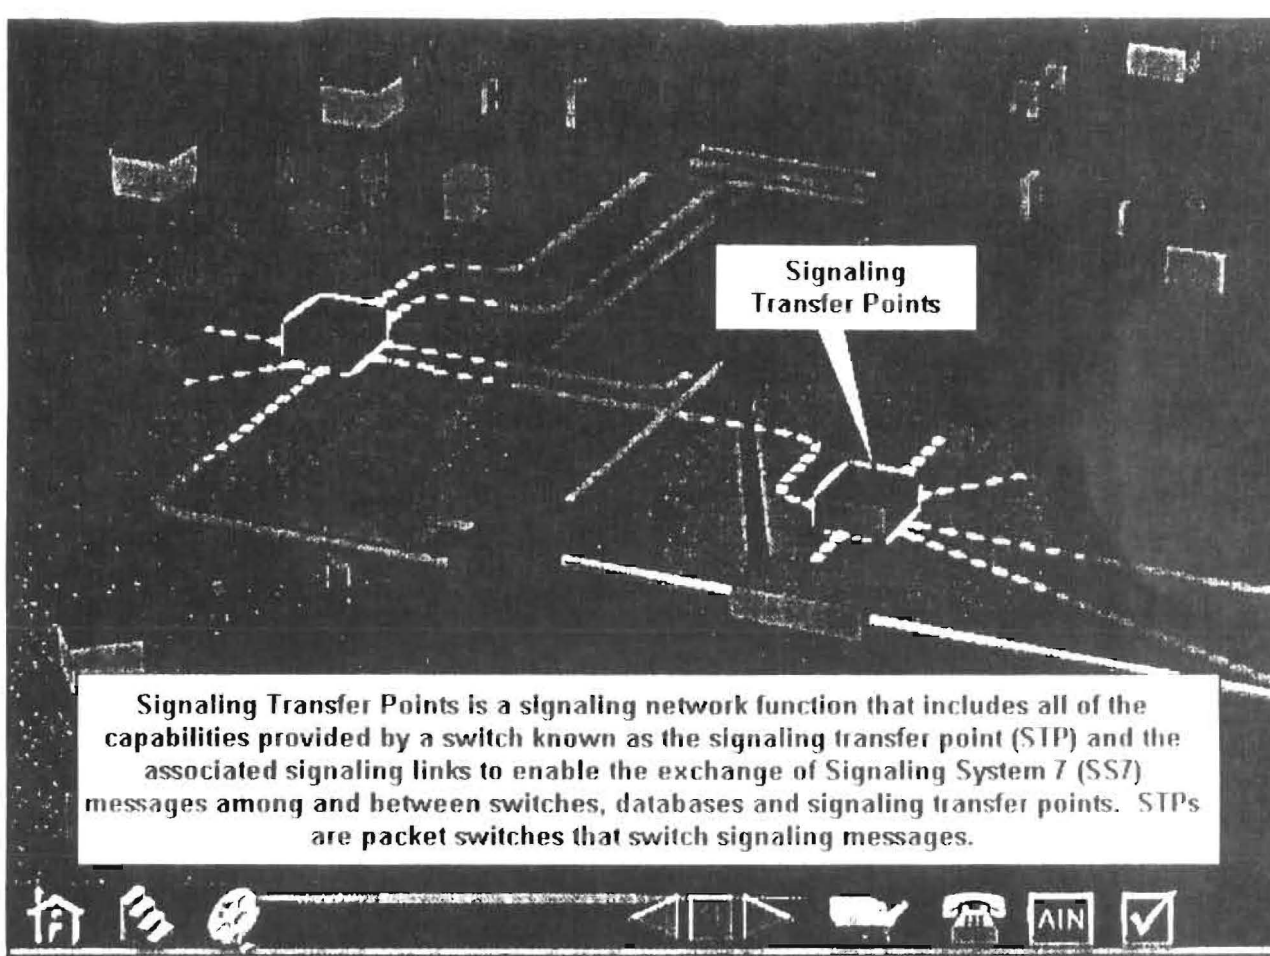 Signaling
Transfer Points
Signaling Transfer Points is a signaling network function that includes all of the
capabilities provided by a switch known as the signaling transfer point (STP) and the
associated signaling links to enable the exchange of Signaling System 7 (SS7)
messages among and between switches, databases and signaling transfer points. STPs
are packet switches that switch signaling messages.
AIN